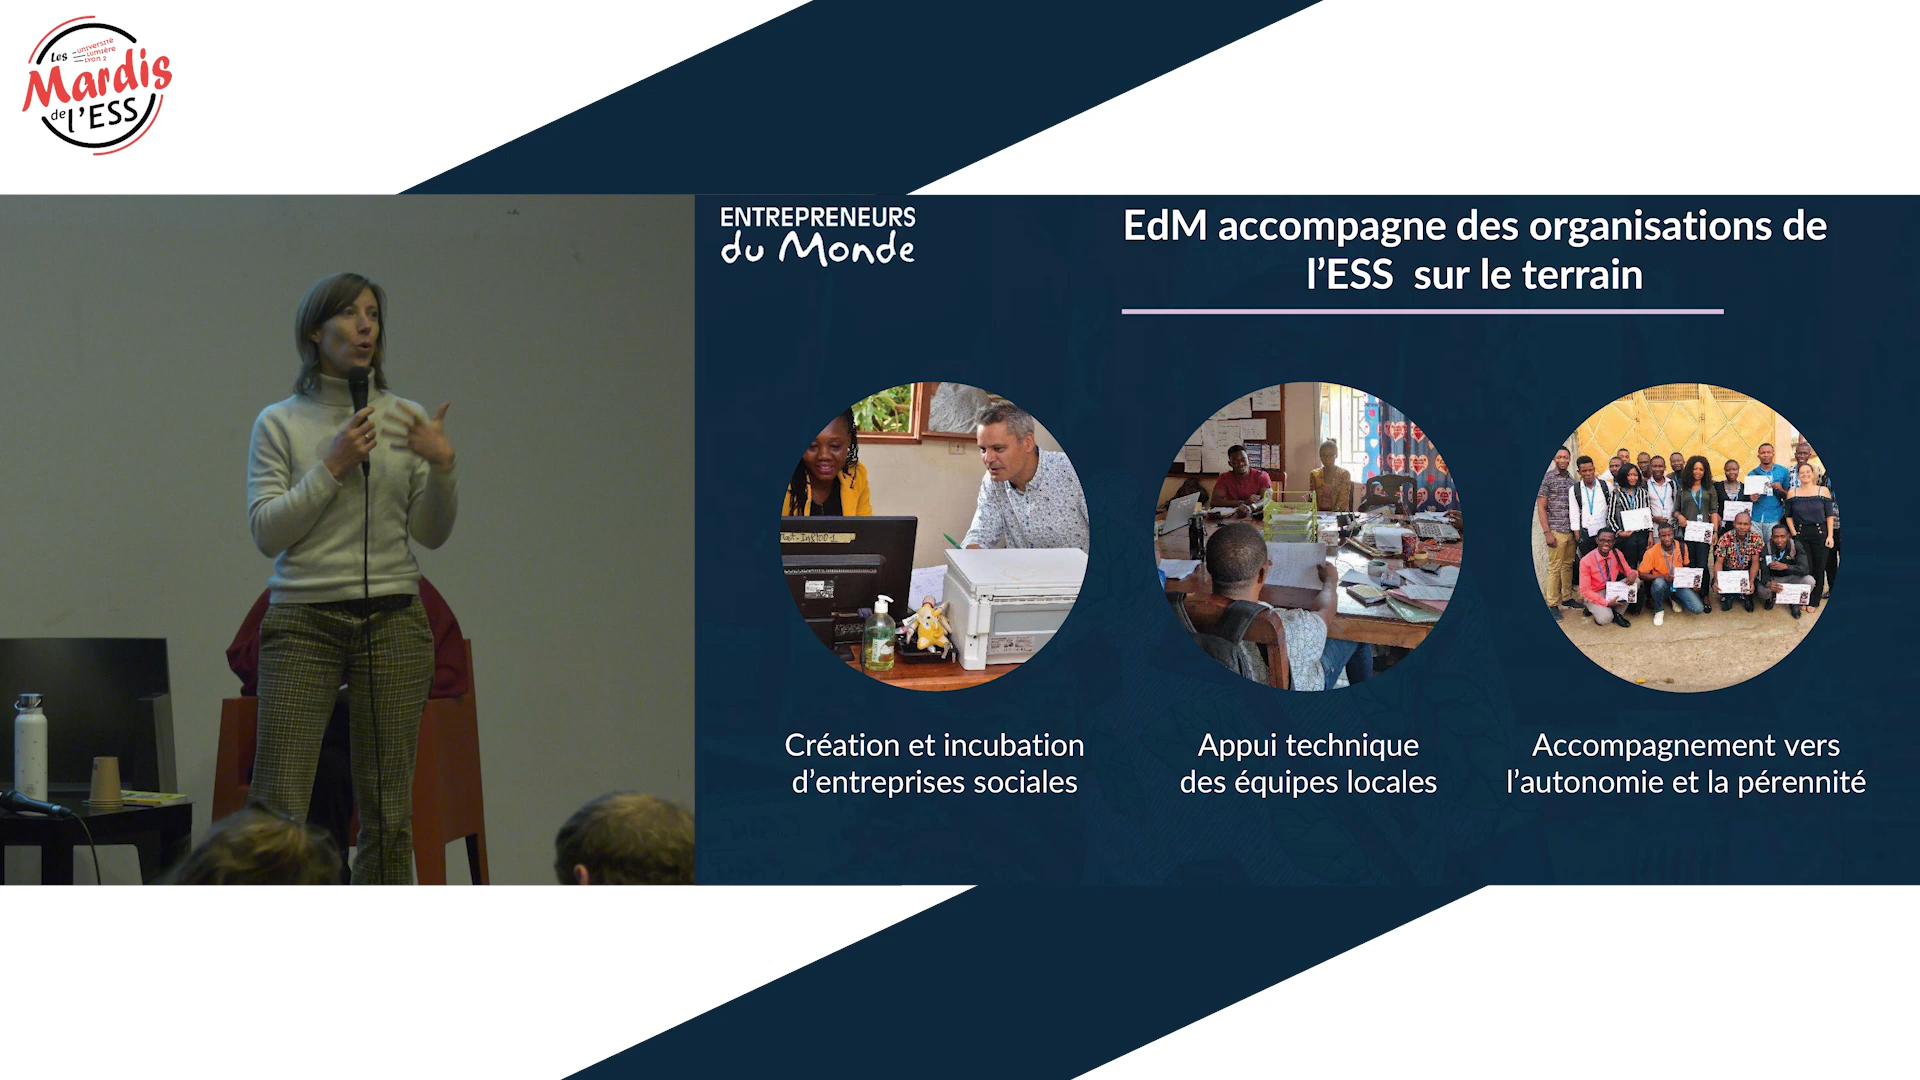 Les
UNIVERSITÉ
LUMIÈRE
LYON 2
Mardis
de l'ESS
ENTREPRENEURS
du Monde
EdM accompagne des organisations de
l’ESS  sur le terrain
Création et incubation
d’entreprises sociales
Appui technique
des équipes locales
Accompagnement vers
l’autonomie et la pérennité